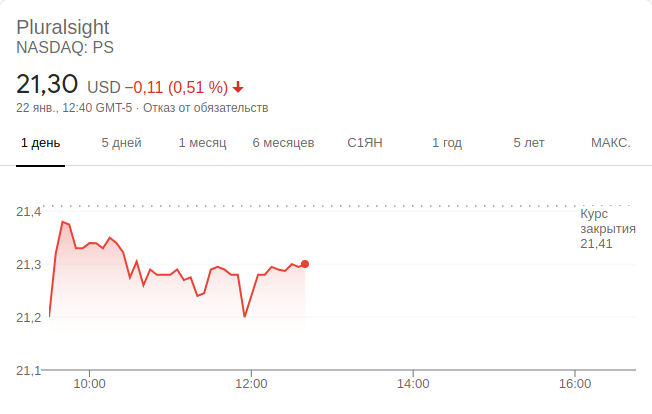 Pluralsight
NASDAQ: PS
21,30 USD −0,11 (0,51 %)
22 янв., 12:40 GMT-5 · Отказ от обязательств
1 день 5 дней 1 месяц 6 месяцев С1ЯН 1 год 5 лет МАКС.
21,4
Курс
закрытия
21,41
21,3
21,2
21,1
10:00 12:00 14:00 16:00